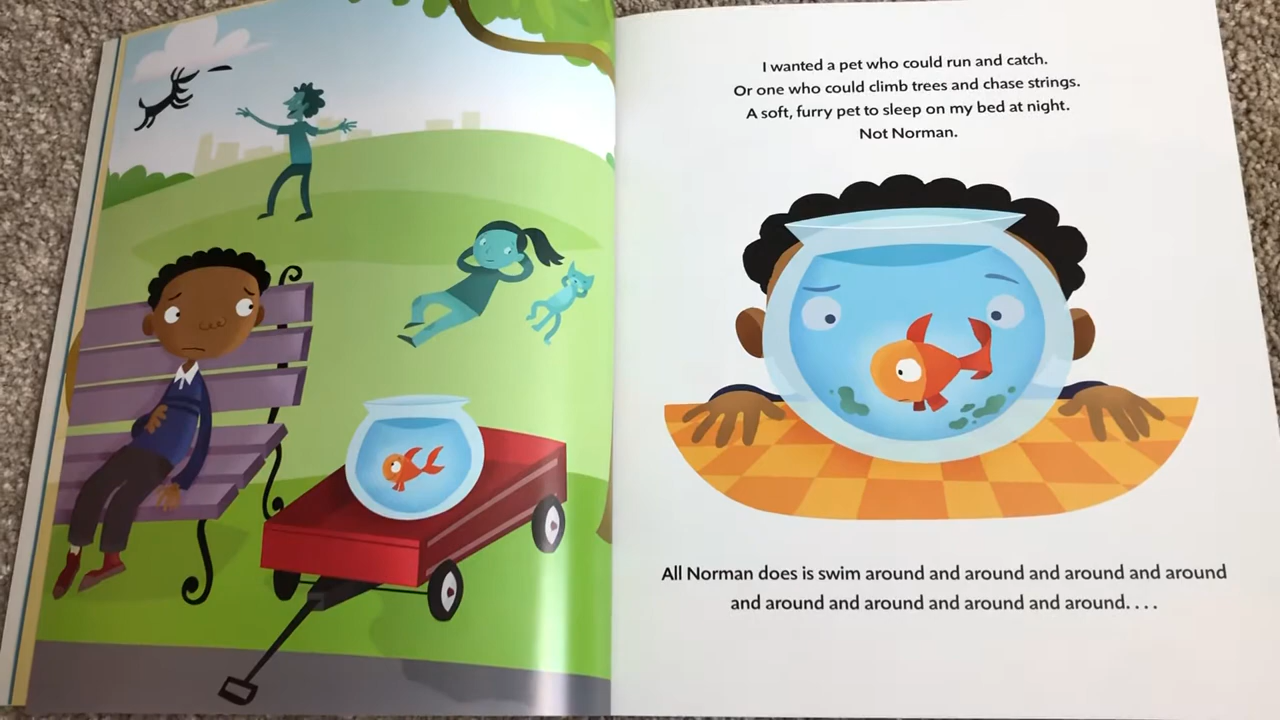 I wanted a pet who could run and catch.
Or one who could climb trees and chase strings.
A soft, furry pet to sleep on my bed at night.
Not Norman.
All Norman does is swim around and around and around and around
and around and around and around and around. . . .